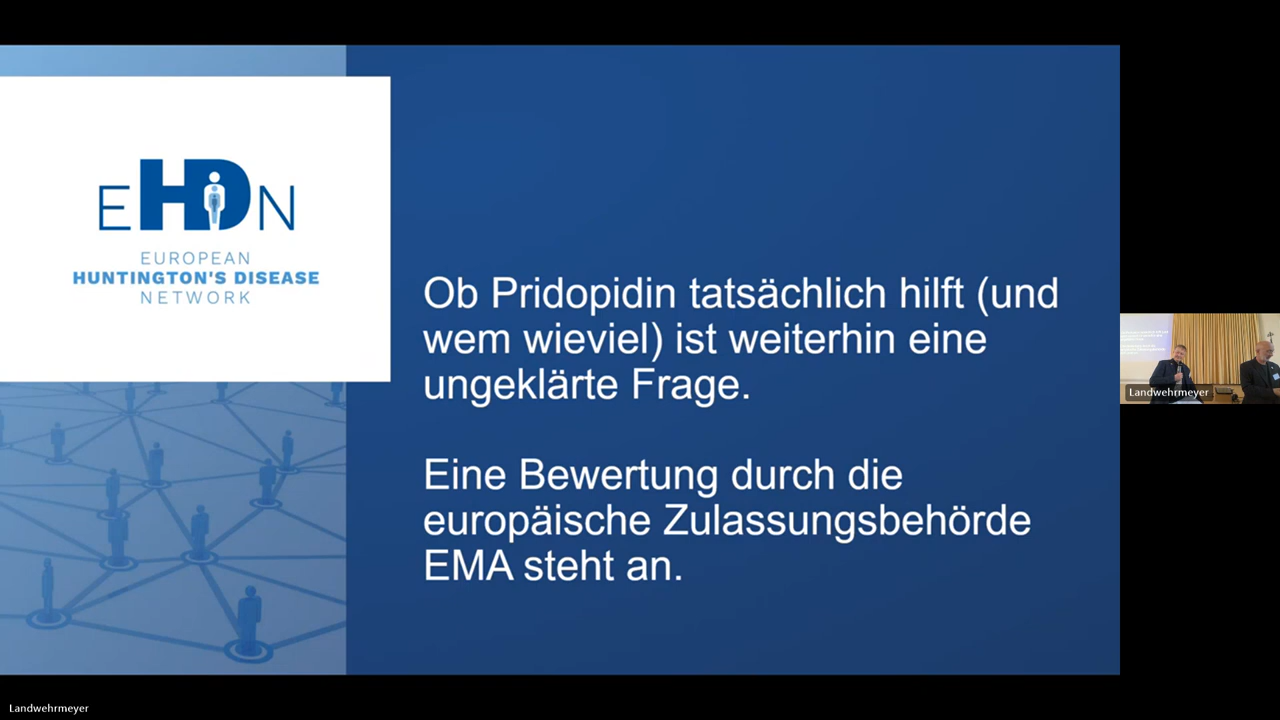 EHDN
EUROPEAN
HUNTINGTON'S DISEASE
NETWORK
Ob Pridopidin tatsächlich hilft (und
wem wieviel) ist weiterhin eine
ungeklärte Frage.
Eine Bewertung durch die
europäische Zulassungsbehörde
EMA steht an.
Landwehrmeyer
Landwehrmeyer